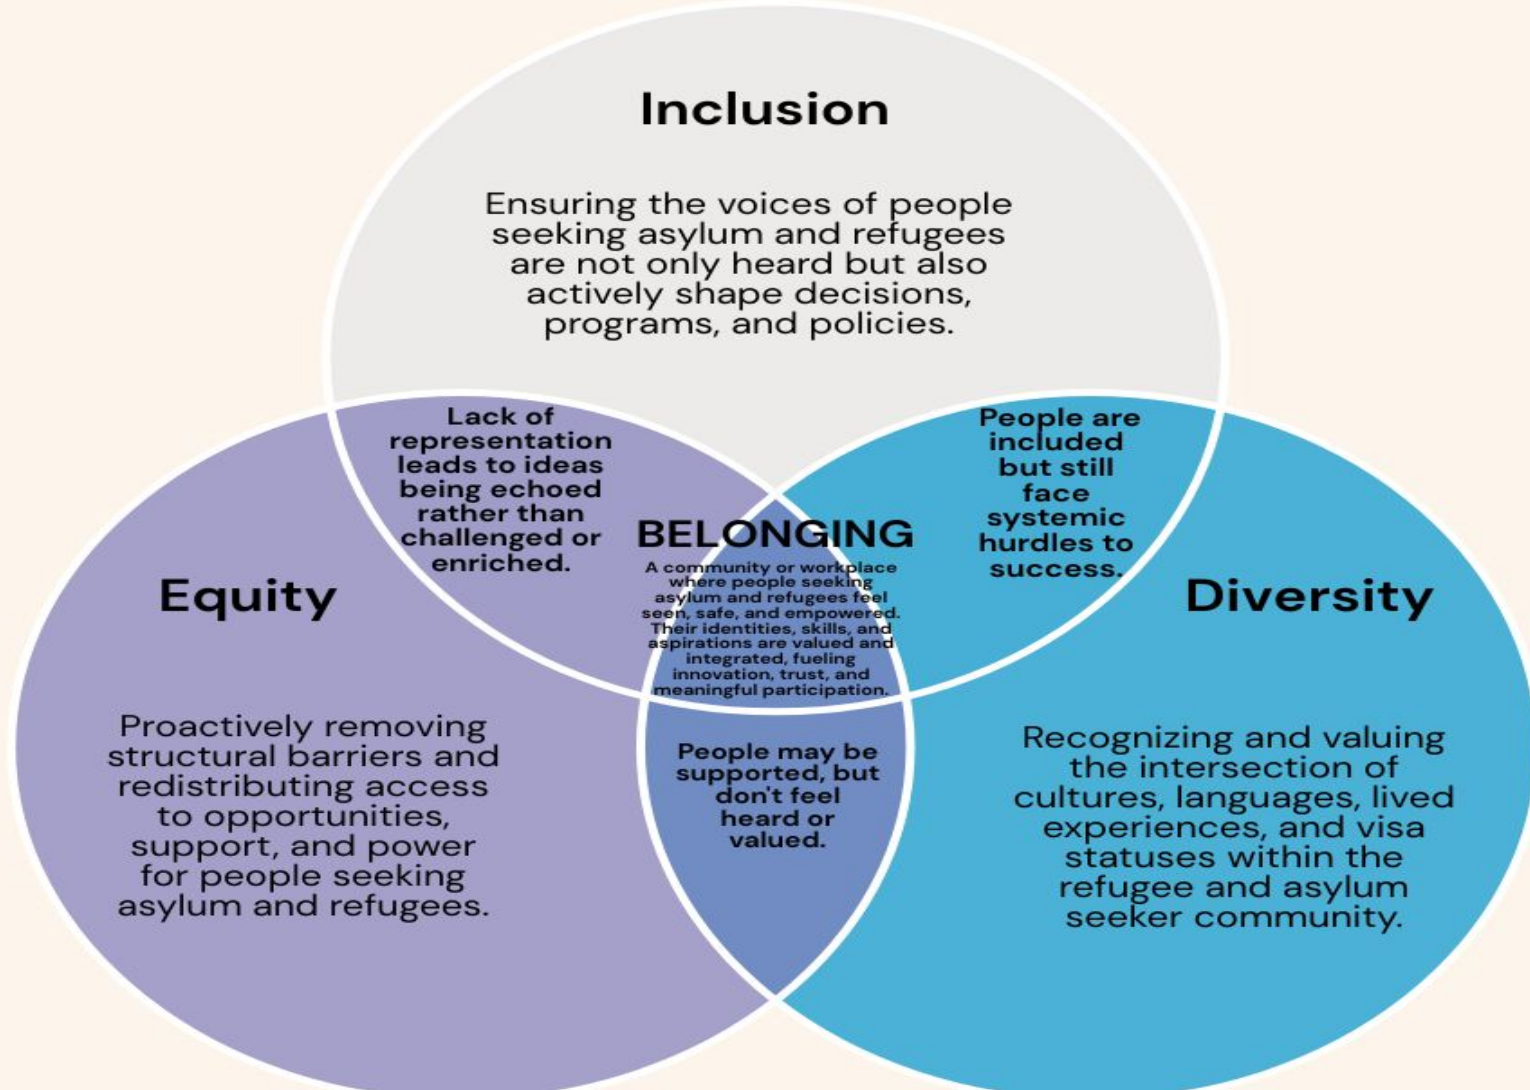 Inclusion
Ensuring the voices of people
seeking asylum and refugees
are not only heard but also
actively shape decisions,
programs, and policies.
Lack of
representation
leads to ideas
being echoed
rather than
challenged or
enriched.
People are
included
but still
face
systemic
hurdles to
success.
BELONGING
A community or workplace
where people seeking
asylum and refugees feel
seen, safe, and empowered.
Their identities, skills, and
aspirations are valued and
integrated, fueling
innovation, trust, and
meaningful participation.
Equity
Proactively removing
structural barriers and
redistributing access
to opportunities,
support, and power
for people seeking
asylum and refugees.
People may be
supported, but
don't feel
heard or
valued.
Diversity
Recognizing and valuing
the intersection of
cultures, languages, lived
experiences, and visa
statuses within the
refugee and asylum
seeker community.